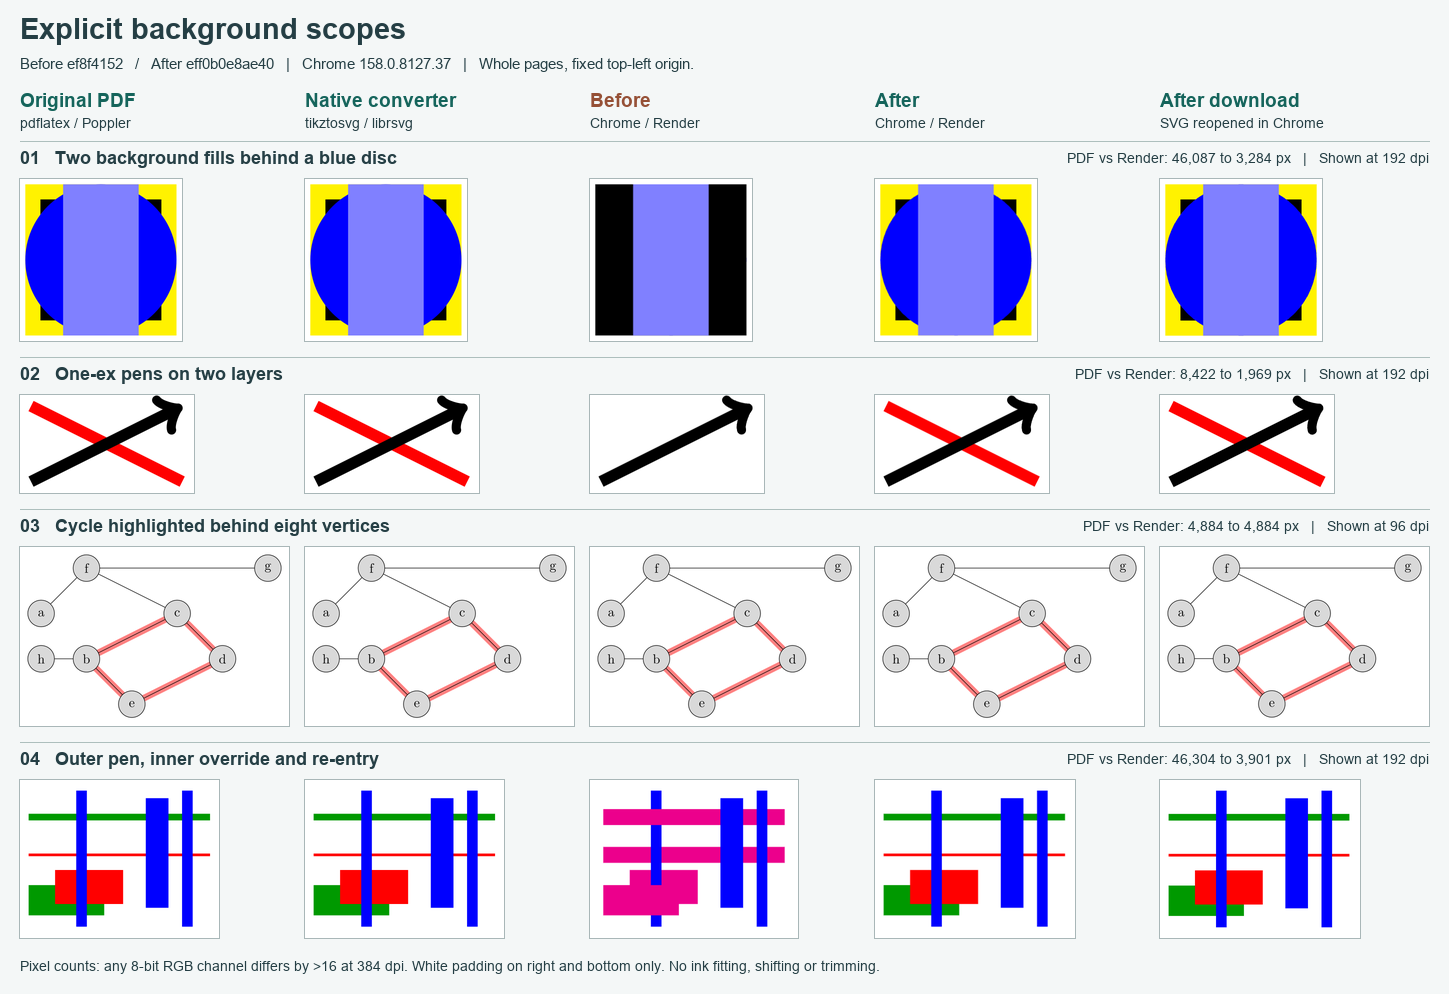 Explicit background scopes
Before ef8f4152 / After eff0b0e8ae40 | Chrome 158.0.8127.37 | Whole pages, fixed top-left origin.
Original PDF
pdflatex / Poppler
Native converter
tikztosvg / librsvg
Before
Chrome / Render
After
Chrome / Render
After download
SVG reopened in Chrome
01 Two background fills behind a blue disc
PDF vs Render: 46,087 to 3,284 px | Shown at 192 dpi
02 One-ex pens on two layers
PDF vs Render: 8,422 to 1,969 px | Shown at 192 dpi
03 Cycle highlighted behind eight vertices
PDF vs Render: 4,884 to 4,884 px | Shown at 96 dpi
f g
a c
h b d
e
f g
a c
h b d
e
f g
a c
h b d
e
f g
a c
h b d
e
f g
a c
h b d
e
04 Outer pen, inner override and re-entry
PDF vs Render: 46,304 to 3,901 px | Shown at 192 dpi
Pixel counts: any 8-bit RGB channel differs by >16 at 384 dpi. White padding on right and bottom only. No ink fitting, shifting or trimming.